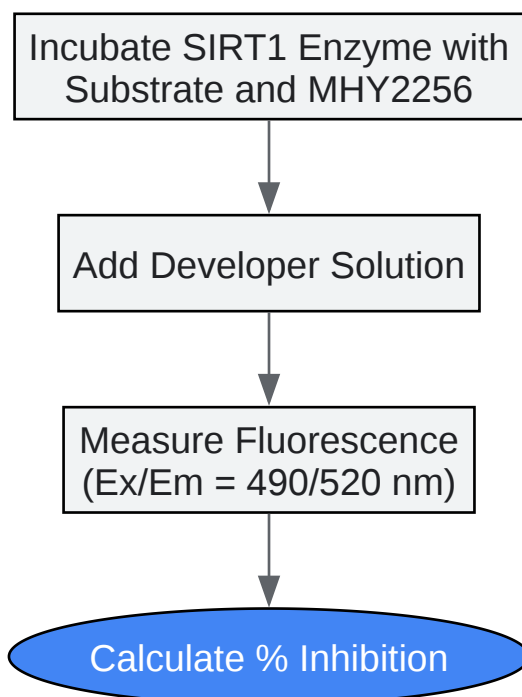 Incubate SIRT1 Enzyme with
Substrate and MHY2256
Add Developer Solution
Measure Fluorescence
(Ex/Em = 490/520 nm)
Calculate % Inhibition